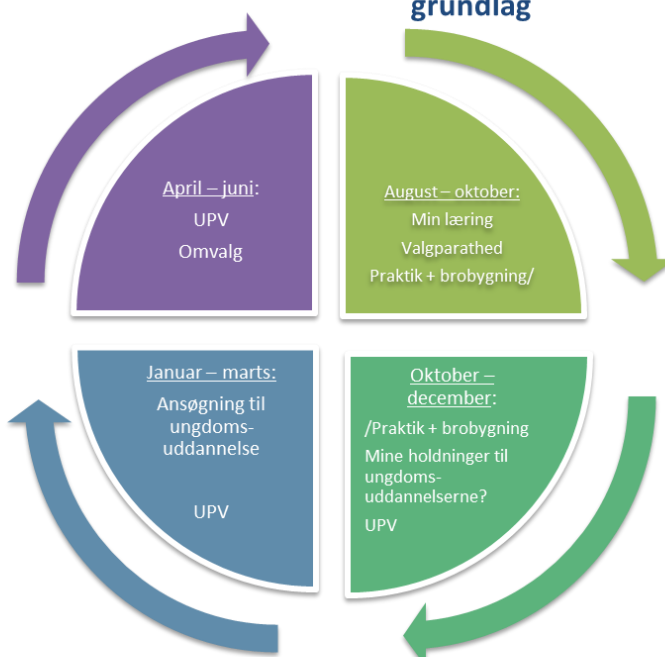 grundlag
April – juni:
UPV
Omvalg
August – oktober:
Min læring
Valgparathed
Praktik + brobygning/
Januar – marts:
Ansøgning til
ungdoms-
uddannelse
UPV
Oktober –
december:
/Praktik + brobygning
Mine holdninger til
ungdoms-
uddannelserne?
UPV